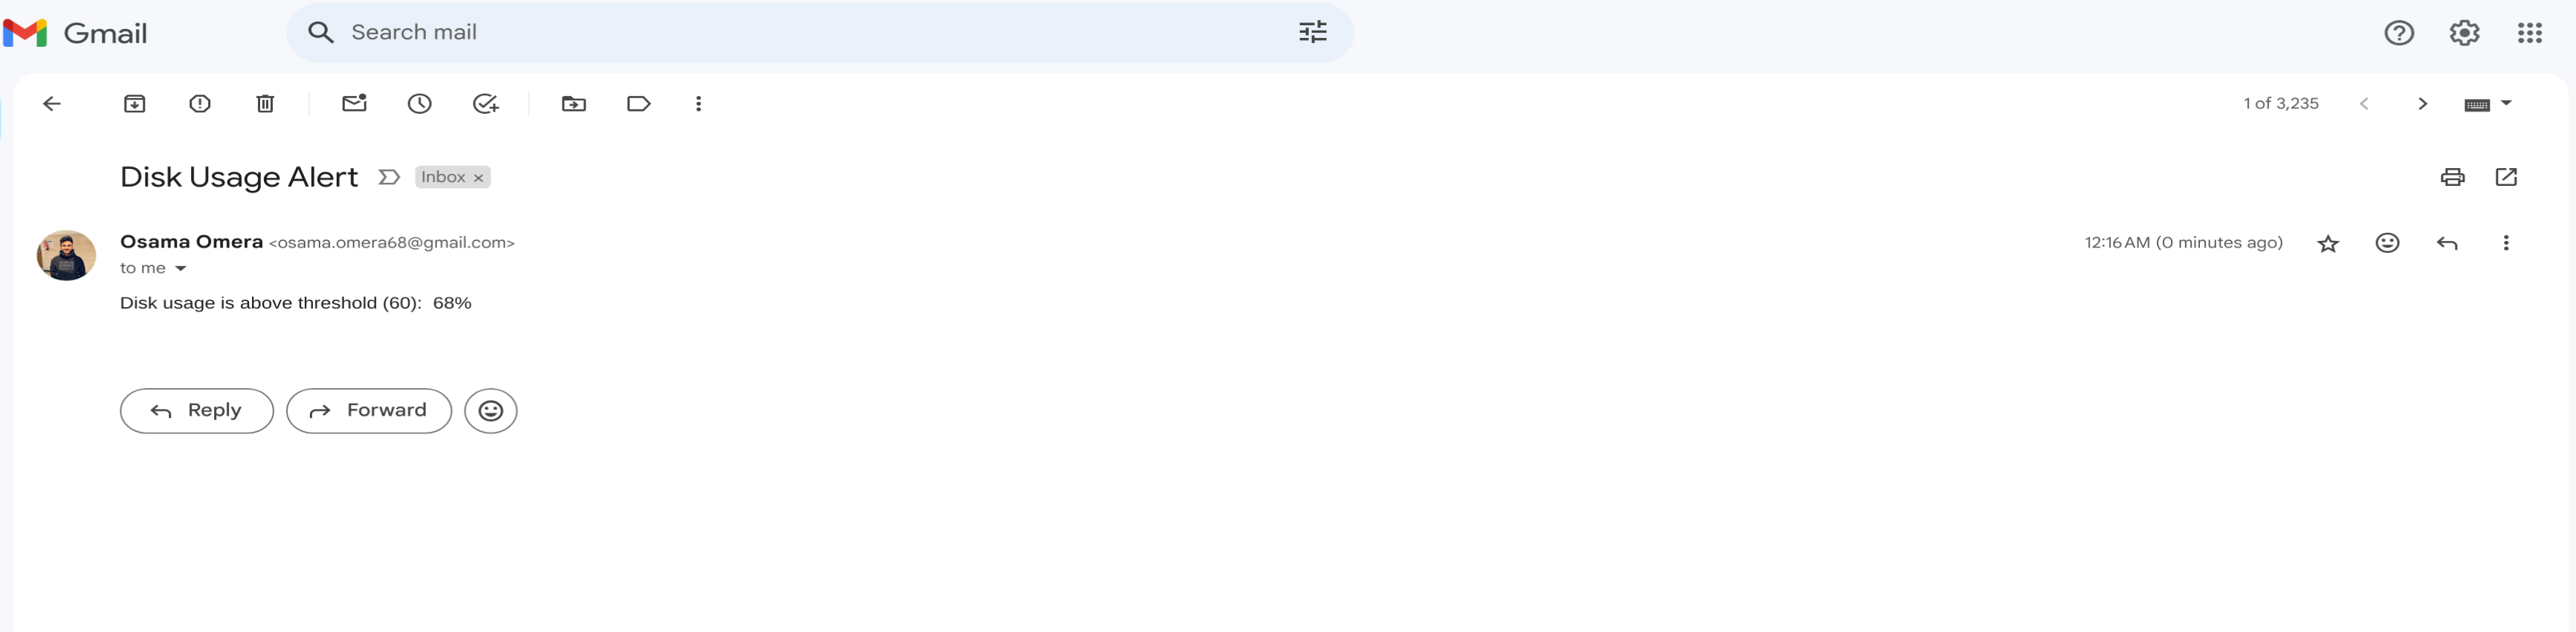 Gmail
Search mail
1 of 3,235
Disk Usage Alert Inbox ×
Osama Omera <osama.omera68@gmail.com> 12:16 AM (0 minutes ago)
to me
Disk usage is above threshold (60):  68%
Reply Forward